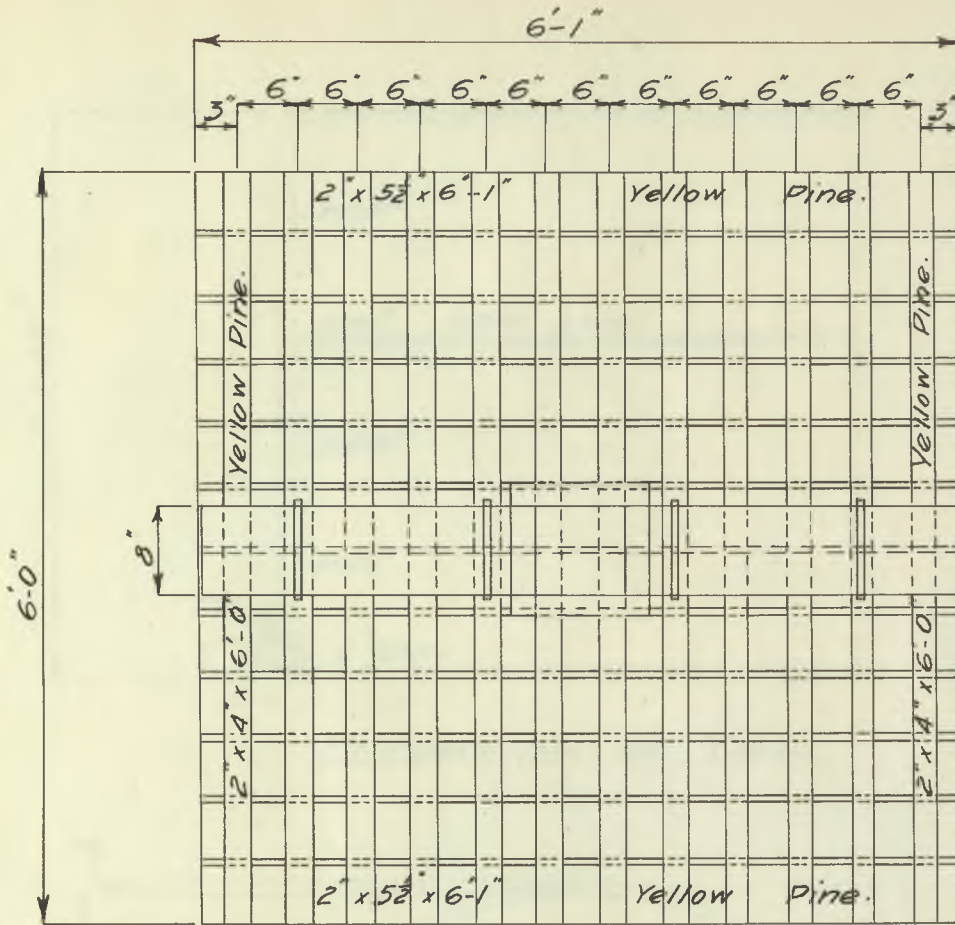 6'-1"
6" 6" 6" 6" 6" 6" 6" 6" 6" 6" 6"
3" 3"
2" x 5½" x 6'-1" Yellow Pine.
Yellow Pine.
Yellow Pine.
8"
6'-0"
2" x 4" x 6'-0"
2" x 4" x 6'-0"
2" x 5½" x 6'-1" Yellow Pine.